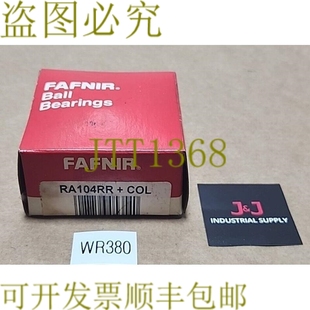 盗图必究
FAFNIR.
Ball
Bearings
JTT1368
FAFNIR
RA104RR + COL
J&J
INDUSTRIAL SUPPLY
WR380
可开发票顺丰包邮